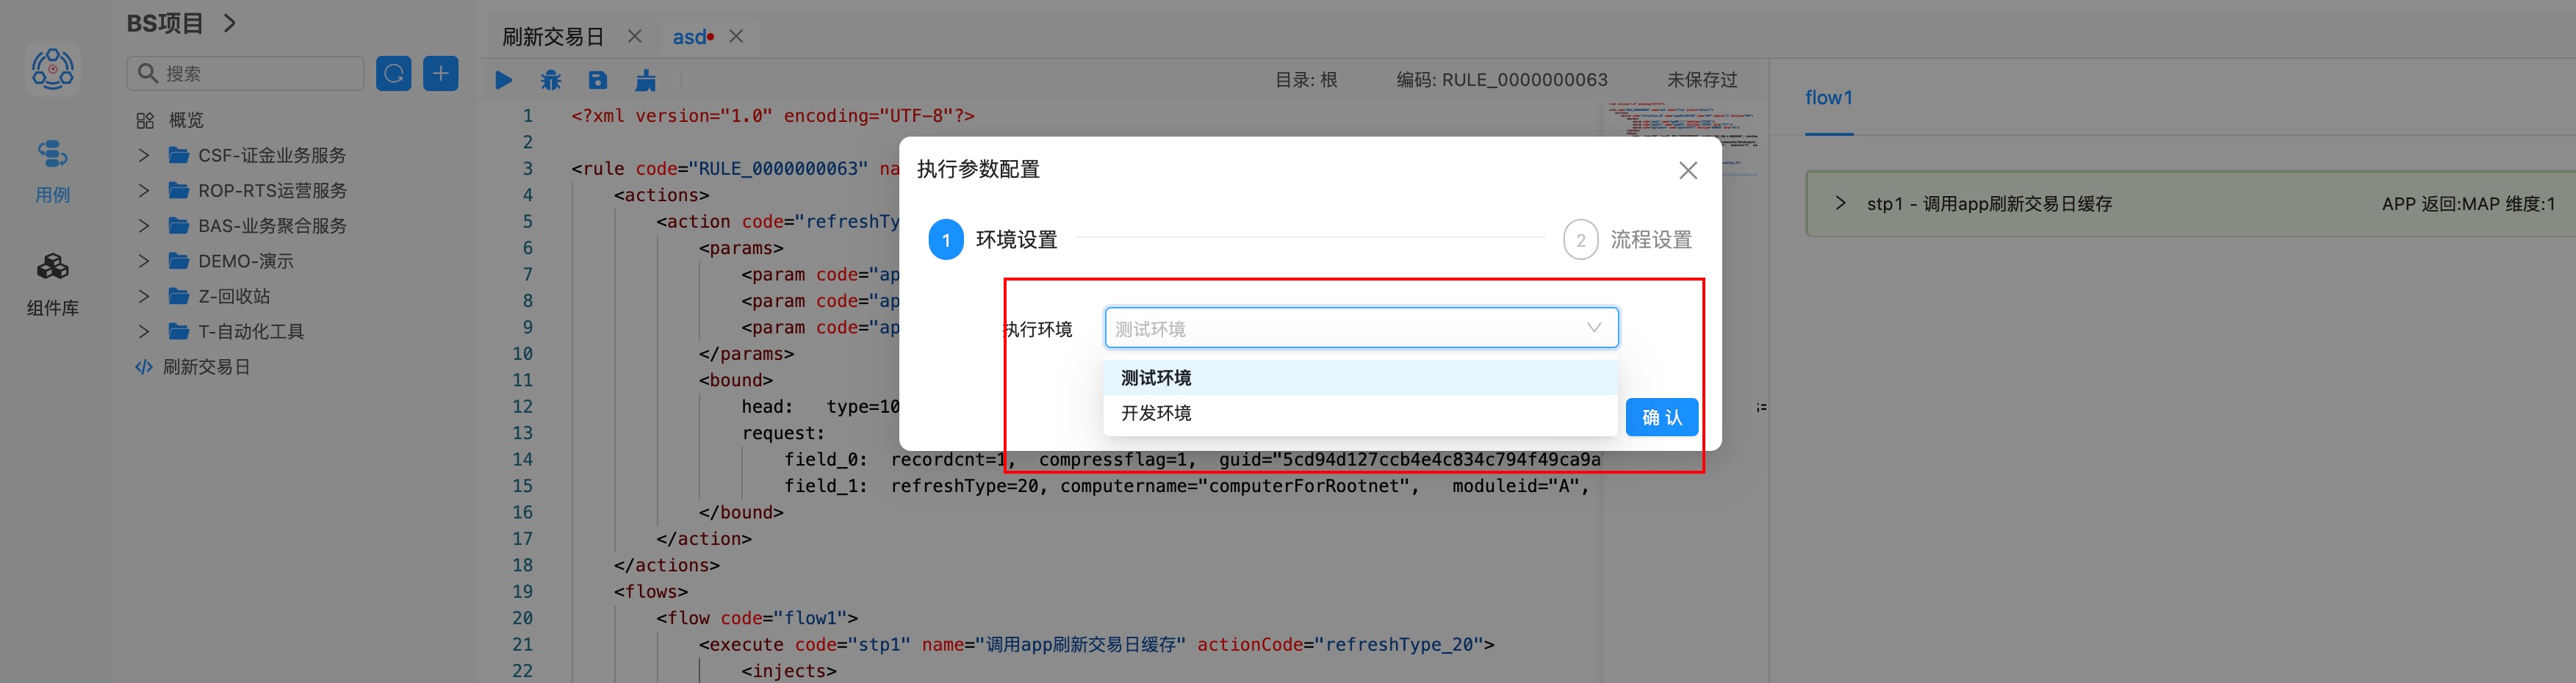 BS项目
搜索
概览
CSF-证金业务服务
ROP-RTS运营服务
BAS-业务聚合服务
DEMO-演示
Z-回收站
T-自动化工具
刷新交易日
用例
组件库
刷新交易日
asd
目录: 根
编码: RULE_0000000063
未保存过
1 <?xml version="1.0" encoding="UTF-8"?>
2
3 <rule code="RULE_0000000063" na
4 <actions>
5 <action code="refreshTy
6 <params>
7 <param code="ap
8 <param code="ap
9 <param code="ap
10 </params>
11 <bound>
12 head: type=10
13 request:
14 field_0: recordcnt=1, compressflag=1, guid="5cd94d127ccb4e4c834c794f49ca9a
15 field_1: refreshType=20, computername="computerForRootnet", moduleid="A",
16 </bound>
17 </action>
18 </actions>
19 <flows>
20 <flow code="flow1">
21 <execute code="stp1" name="调用app刷新交易日缓存" actionCode="refreshType_20">
22 <injects>
执行参数配置
1 环境设置
2 流程设置
执行环境
测试环境
测试环境
开发环境
确 认
flow1
stp1 - 调用app刷新交易日缓存
APP 返回:MAP 维度:1